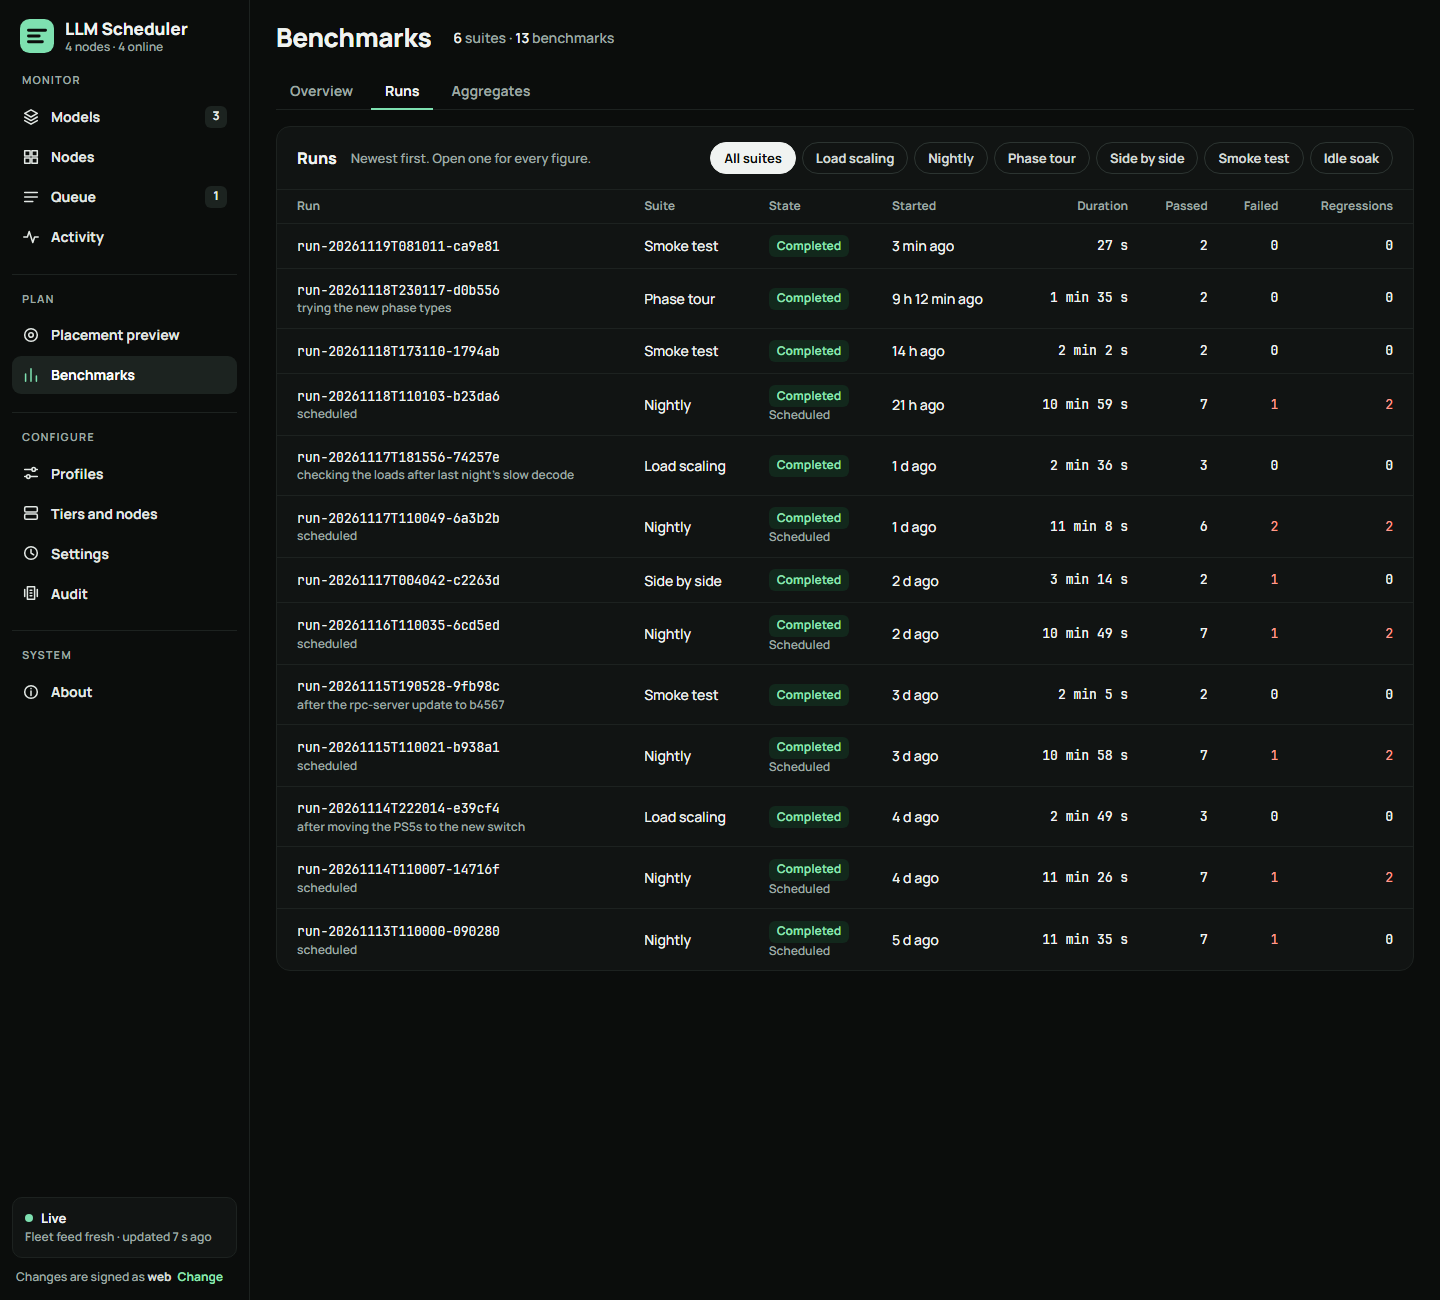 LLM Scheduler
4 nodes · 4 online
MONITOR
Models 3
Nodes
Queue 1
Activity
PLAN
Placement preview
Benchmarks
CONFIGURE
Profiles
Tiers and nodes
Settings
Audit
SYSTEM
About
Live
Fleet feed fresh · updated 7 s ago
Changes are signed as web Change
Benchmarks 6 suites · 13 benchmarks
Overview Runs Aggregates
Runs Newest first. Open one for every figure. All suites Load scaling Nightly Phase tour Side by side Smoke test Idle soak
Run Suite State Started Duration Passed Failed Regressions
run-20261119T081011-ca9e81 Smoke test Completed 3 min ago 27 s 2 0 0
run-20261118T230117-d0b556 Phase tour Completed 9 h 12 min ago 1 min 35 s 2 0 0
trying the new phase types
run-20261118T173110-1794ab Smoke test Completed 14 h ago 2 min 2 s 2 0 0
run-20261118T110103-b23da6 Nightly Completed 21 h ago 10 min 59 s 7 1 2
scheduled Scheduled
run-20261117T181556-74257e Load scaling Completed 1 d ago 2 min 36 s 3 0 0
checking the loads after last night's slow decode
run-20261117T110049-6a3b2b Nightly Completed 1 d ago 11 min 8 s 6 2 2
scheduled Scheduled
run-20261117T004042-c2263d Side by side Completed 2 d ago 3 min 14 s 2 1 0
run-20261116T110035-6cd5ed Nightly Completed 2 d ago 10 min 49 s 7 1 2
scheduled Scheduled
run-20261115T190528-9fb98c Smoke test Completed 3 d ago 2 min 5 s 2 0 0
after the rpc-server update to b4567
run-20261115T110021-b938a1 Nightly Completed 3 d ago 10 min 58 s 7 1 2
scheduled Scheduled
run-20261114T222014-e39cf4 Load scaling Completed 4 d ago 2 min 49 s 3 0 0
after moving the PS5s to the new switch
run-20261114T110007-14716f Nightly Completed 4 d ago 11 min 26 s 7 1 2
scheduled Scheduled
run-20261113T110000-090280 Nightly Completed 5 d ago 11 min 35 s 7 1 0
scheduled Scheduled